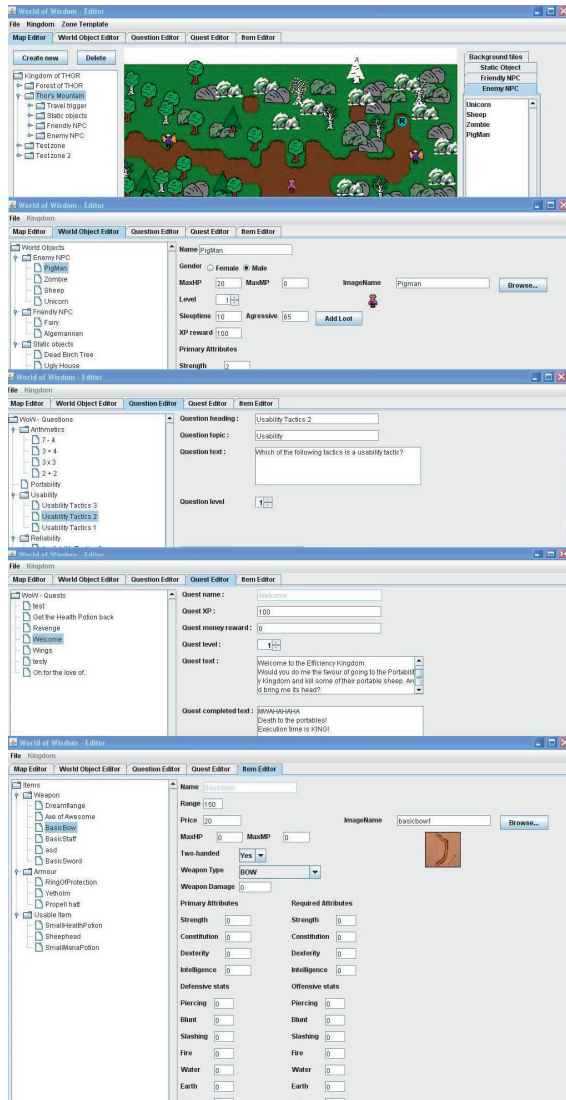 World of Wisdom - Editor
File Kingdom Zone Template
Map Editor World Object Editor Question Editor Quest Editor Item Editor
Create new Delete
Kingdom of THOR
Forest of THOR
Thor's Mountain
Travel trigger
Static objects
Friendly NPC
Enemy NPC
Testzone
Testzone 2
R
Background tiles
Static Object
Friendly NPC
Enemy NPC
Unicorn
Sheep
Zombie
PigMan
World of Wisdom - Editor
File Kingdom
Map Editor World Object Editor Question Editor Quest Editor Item Editor
World Objects
Enemy NPC
PigMan
Zombie
Sheep
Unicorn
Friendly NPC
Fairy
Algemannen
Static objects
Dead Birch Tree
Ugly House
Name PigMan
Gender Female Male
MaxHP 20 MaxMP 0 ImageName Pigman Browse...
Level 1
Sleeptime 10 Agressive 65 Add Loot
XP reward 100
Primary Attributes
Strength 2
World of Wisdom - Editor
File Kingdom
Map Editor World Object Editor Question Editor Quest Editor Item Editor
WoW - Questions
Arithmetics
7 - 4
3 + 4
3 x 3
2 + 2
Portability
Usability
Usability Tactics 3
Usability Tactics 2
Usability Tactics 1
Reliability
Question heading : Usability Tactics 2
Question topic : Usability
Question text : Which of the following tactics is a usability tactic?
Question level 1
World of Wisdom - Editor
File Kingdom
Map Editor World Object Editor Question Editor Quest Editor Item Editor
WoW - Quests
test
Get the Health Potion back
Revenge
Welcome
Wings
testy
Oh for the love of..
Quest name : Welcome
Quest XP : 100
Quest money reward : 0
Quest level : 1
Quest text : Welcome to the Efficiency Kingdom.
Would you do me the favour of going to the Portabilit
y Kingdom and kill some of their portable sheep. An
d bring me its head?
Quest completed text : MWAHAHAHA
Death to the portables!
Execution time is KING!
World of Wisdom - Editor
File Kingdom
Map Editor World Object Editor Question Editor Quest Editor Item Editor
Items
Weapon
Dreamflange
Axe of Awesome
BasicBow
BasicStaff
asd
BasicSword
Armour
RingOfProtection
Yetholm
Propell hatt
Usable Item
SmallHealthPotion
Sheephead
SmallManaPotion
Name BasicBow
Range 150
Price 20 ImageName basicbow1 Browse...
MaxHP 0 MaxMP 0
Two-handed Yes
Weapon Type BOW
Weapon Damage 0
Primary Attributes Required Attributes
Strength 0 Strength 0
Constitution 0 Constitution 0
Dexterity 0 Dexterity 0
Intelligence 0 Intelligence 0
Defensive stats Offensive stats
Piercing 0 Piercing 0
Blunt 0 Blunt 0
Slashing 0 Slashing 0
Fire 0 Fire 0
Water 0 Water 0
Earth 0 Earth 0